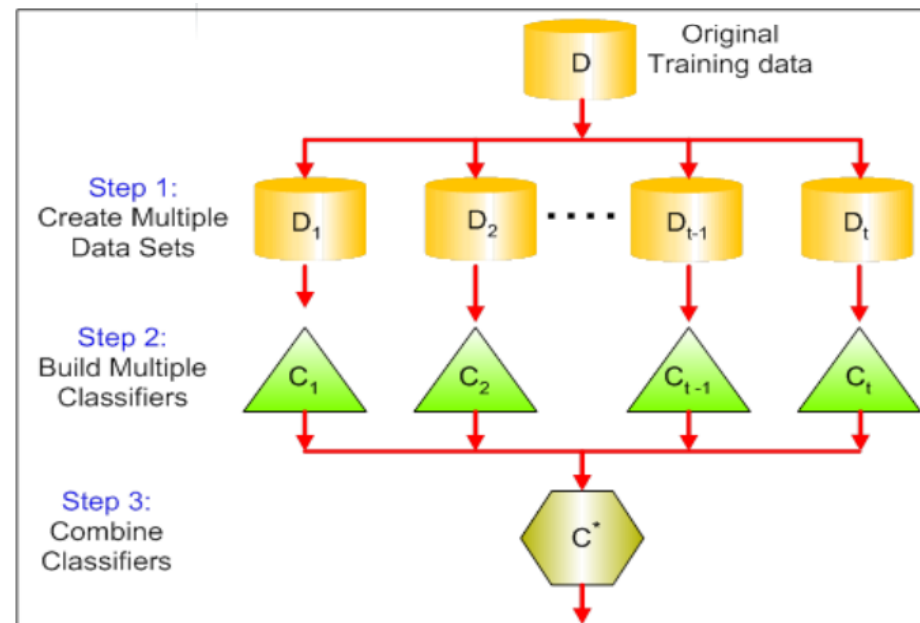 Original
Training data
D
Step 1:
Create Multiple
Data Sets
D₁
D₂
....
Dₜ₋₁
Dₜ
Step 2:
Build Multiple
Classifiers
C₁
C₂
Cₜ₋₁
Cₜ
Step 3:
Combine
Classifiers
C*